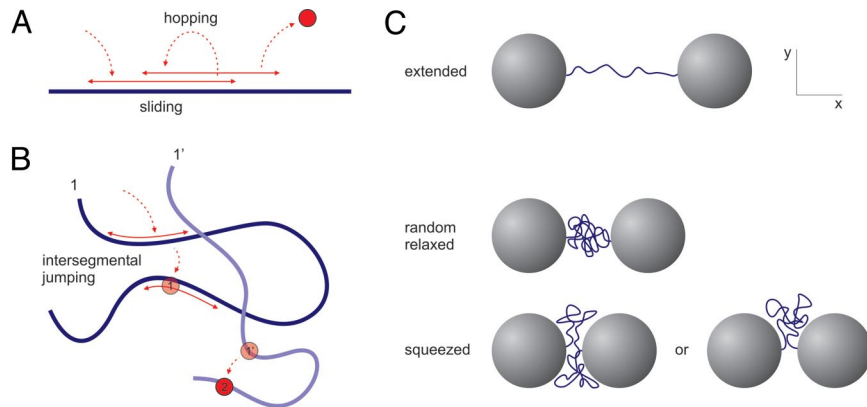 A
hopping
sliding
B
1
1'
intersegmental
jumping
1
1'
2
C
extended
y
x
random
relaxed
squeezed
or